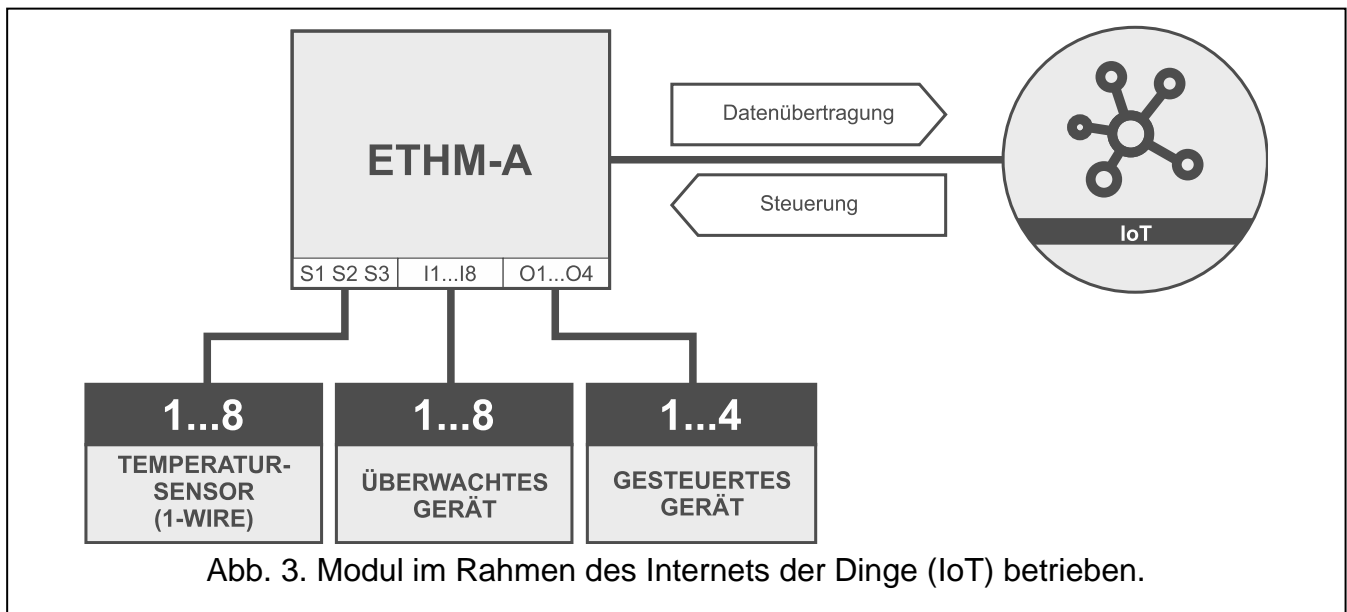 ETHM-A
Datenübertragung
Steuerung
IoT
S1 S2 S3
I1...I8
O1...O4
1...8
TEMPERATUR-
SENSOR
(1-WIRE)
1...8
ÜBERWACHTES
GERÄT
1...4
GESTEUERTES
GERÄT
Abb. 3. Modul im Rahmen des Internets der Dinge (IoT) betrieben.